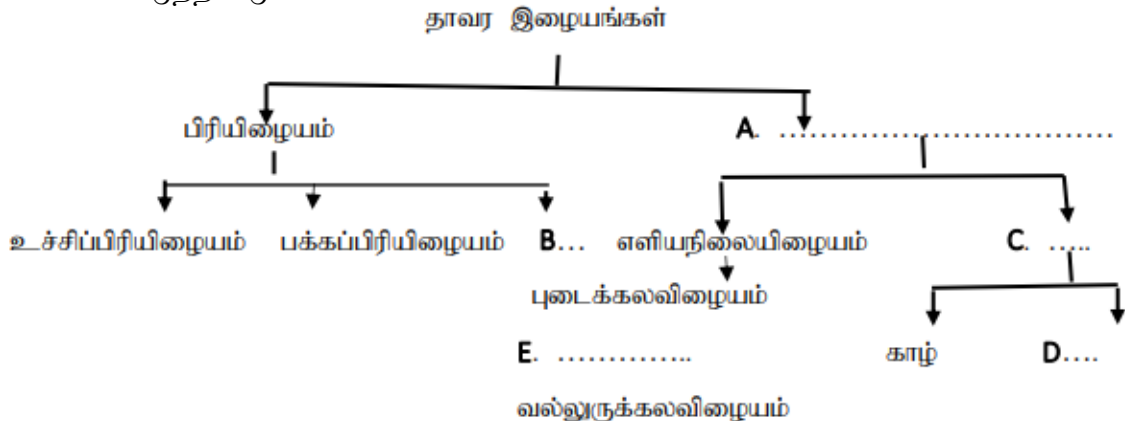 தாவர இழையங்கள்
பிரியிழையம் A. ……………………………
உச்சிப்பிரியிழையம் பக்கப்பிரியிழையம் B… எளியநிலையிழையம் C. …..
புடைக்கலவிழையம்
E. ………….. காழ் D….
வல்லுருக்கலவிழையம்